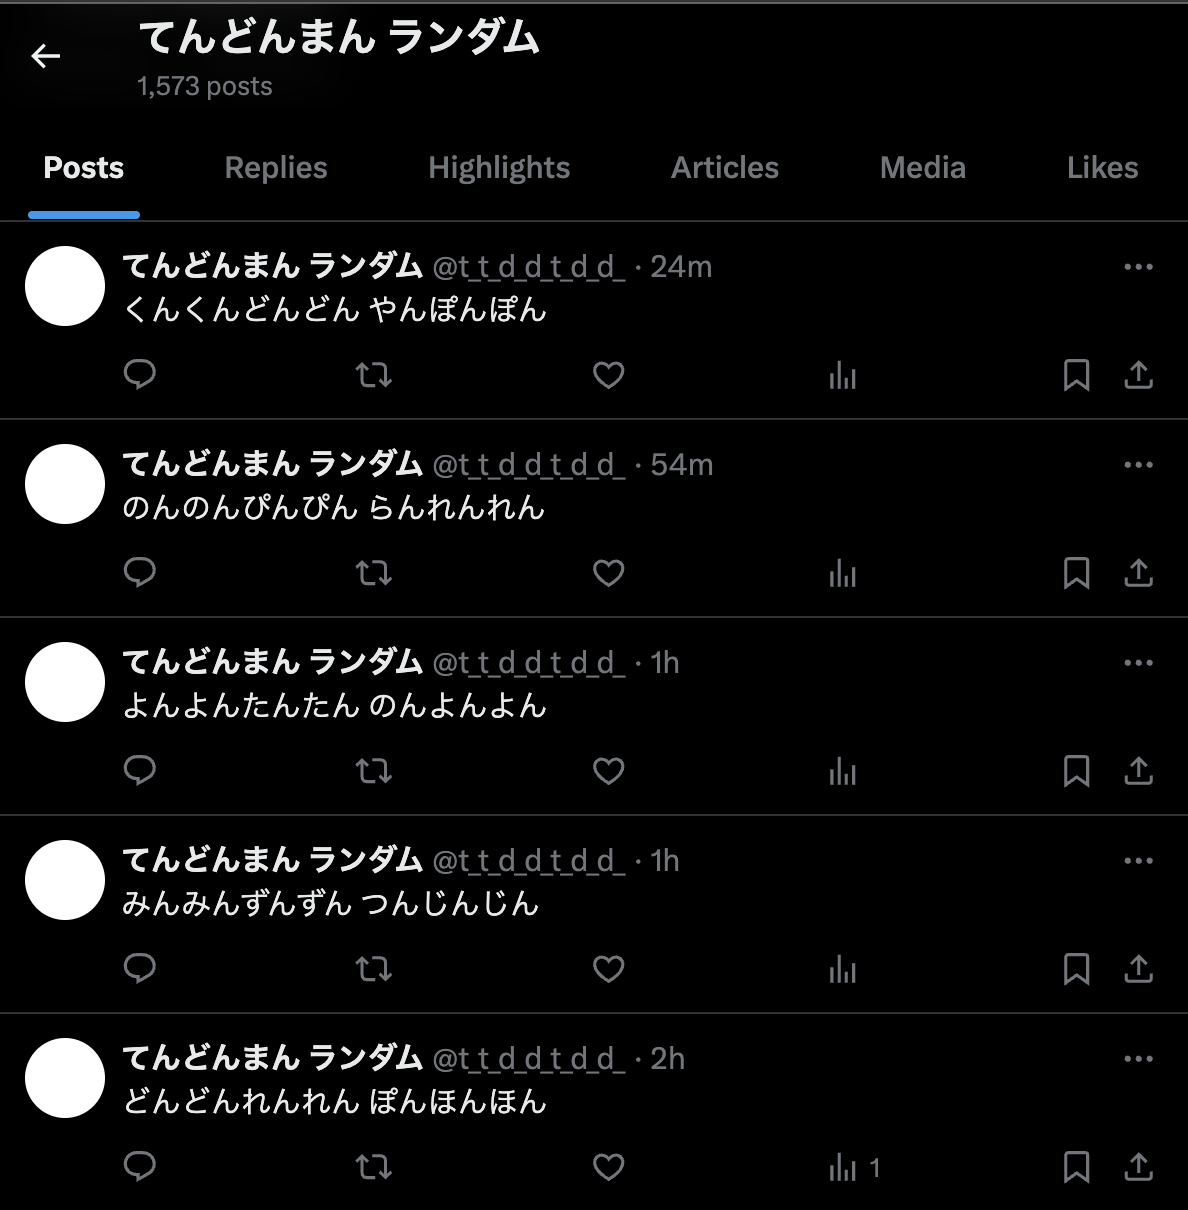 てんどんまん ランダム
1,573 posts
Posts Replies Highlights Articles Media Likes
てんどんまん ランダム @t_t_d_d_t_d_d_ · 24m
くんくんどんどん やんぽんぽん
てんどんまん ランダム @t_t_d_d_t_d_d_ · 54m
のんのんぴんぴん らんれんれん
てんどんまん ランダム @t_t_d_d_t_d_d_ · 1h
よんよんたんたん のんよんよん
てんどんまん ランダム @t_t_d_d_t_d_d_ · 1h
みんみんずんずん つんじんじん
てんどんまん ランダム @t_t_d_d_t_d_d_ · 2h
どんどんれんれん ぽんほんほん
1